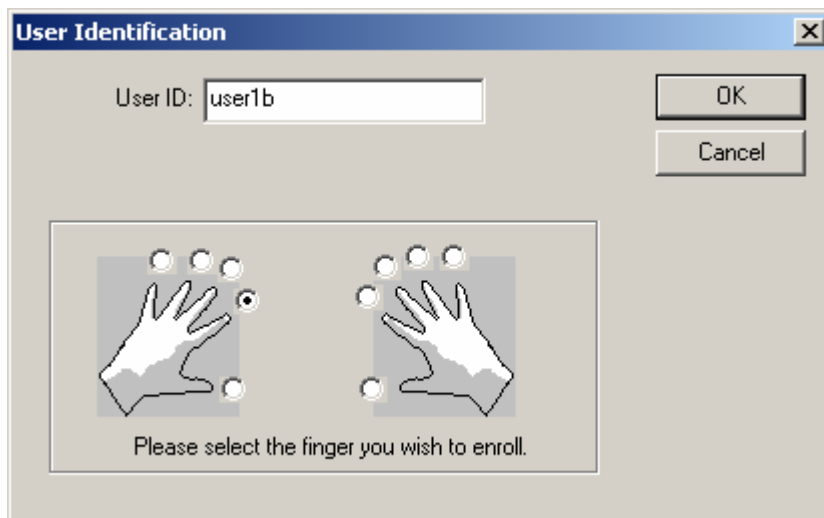 User Identification
User ID: user1b
OK
Cancel
Please select the finger you wish to enroll.